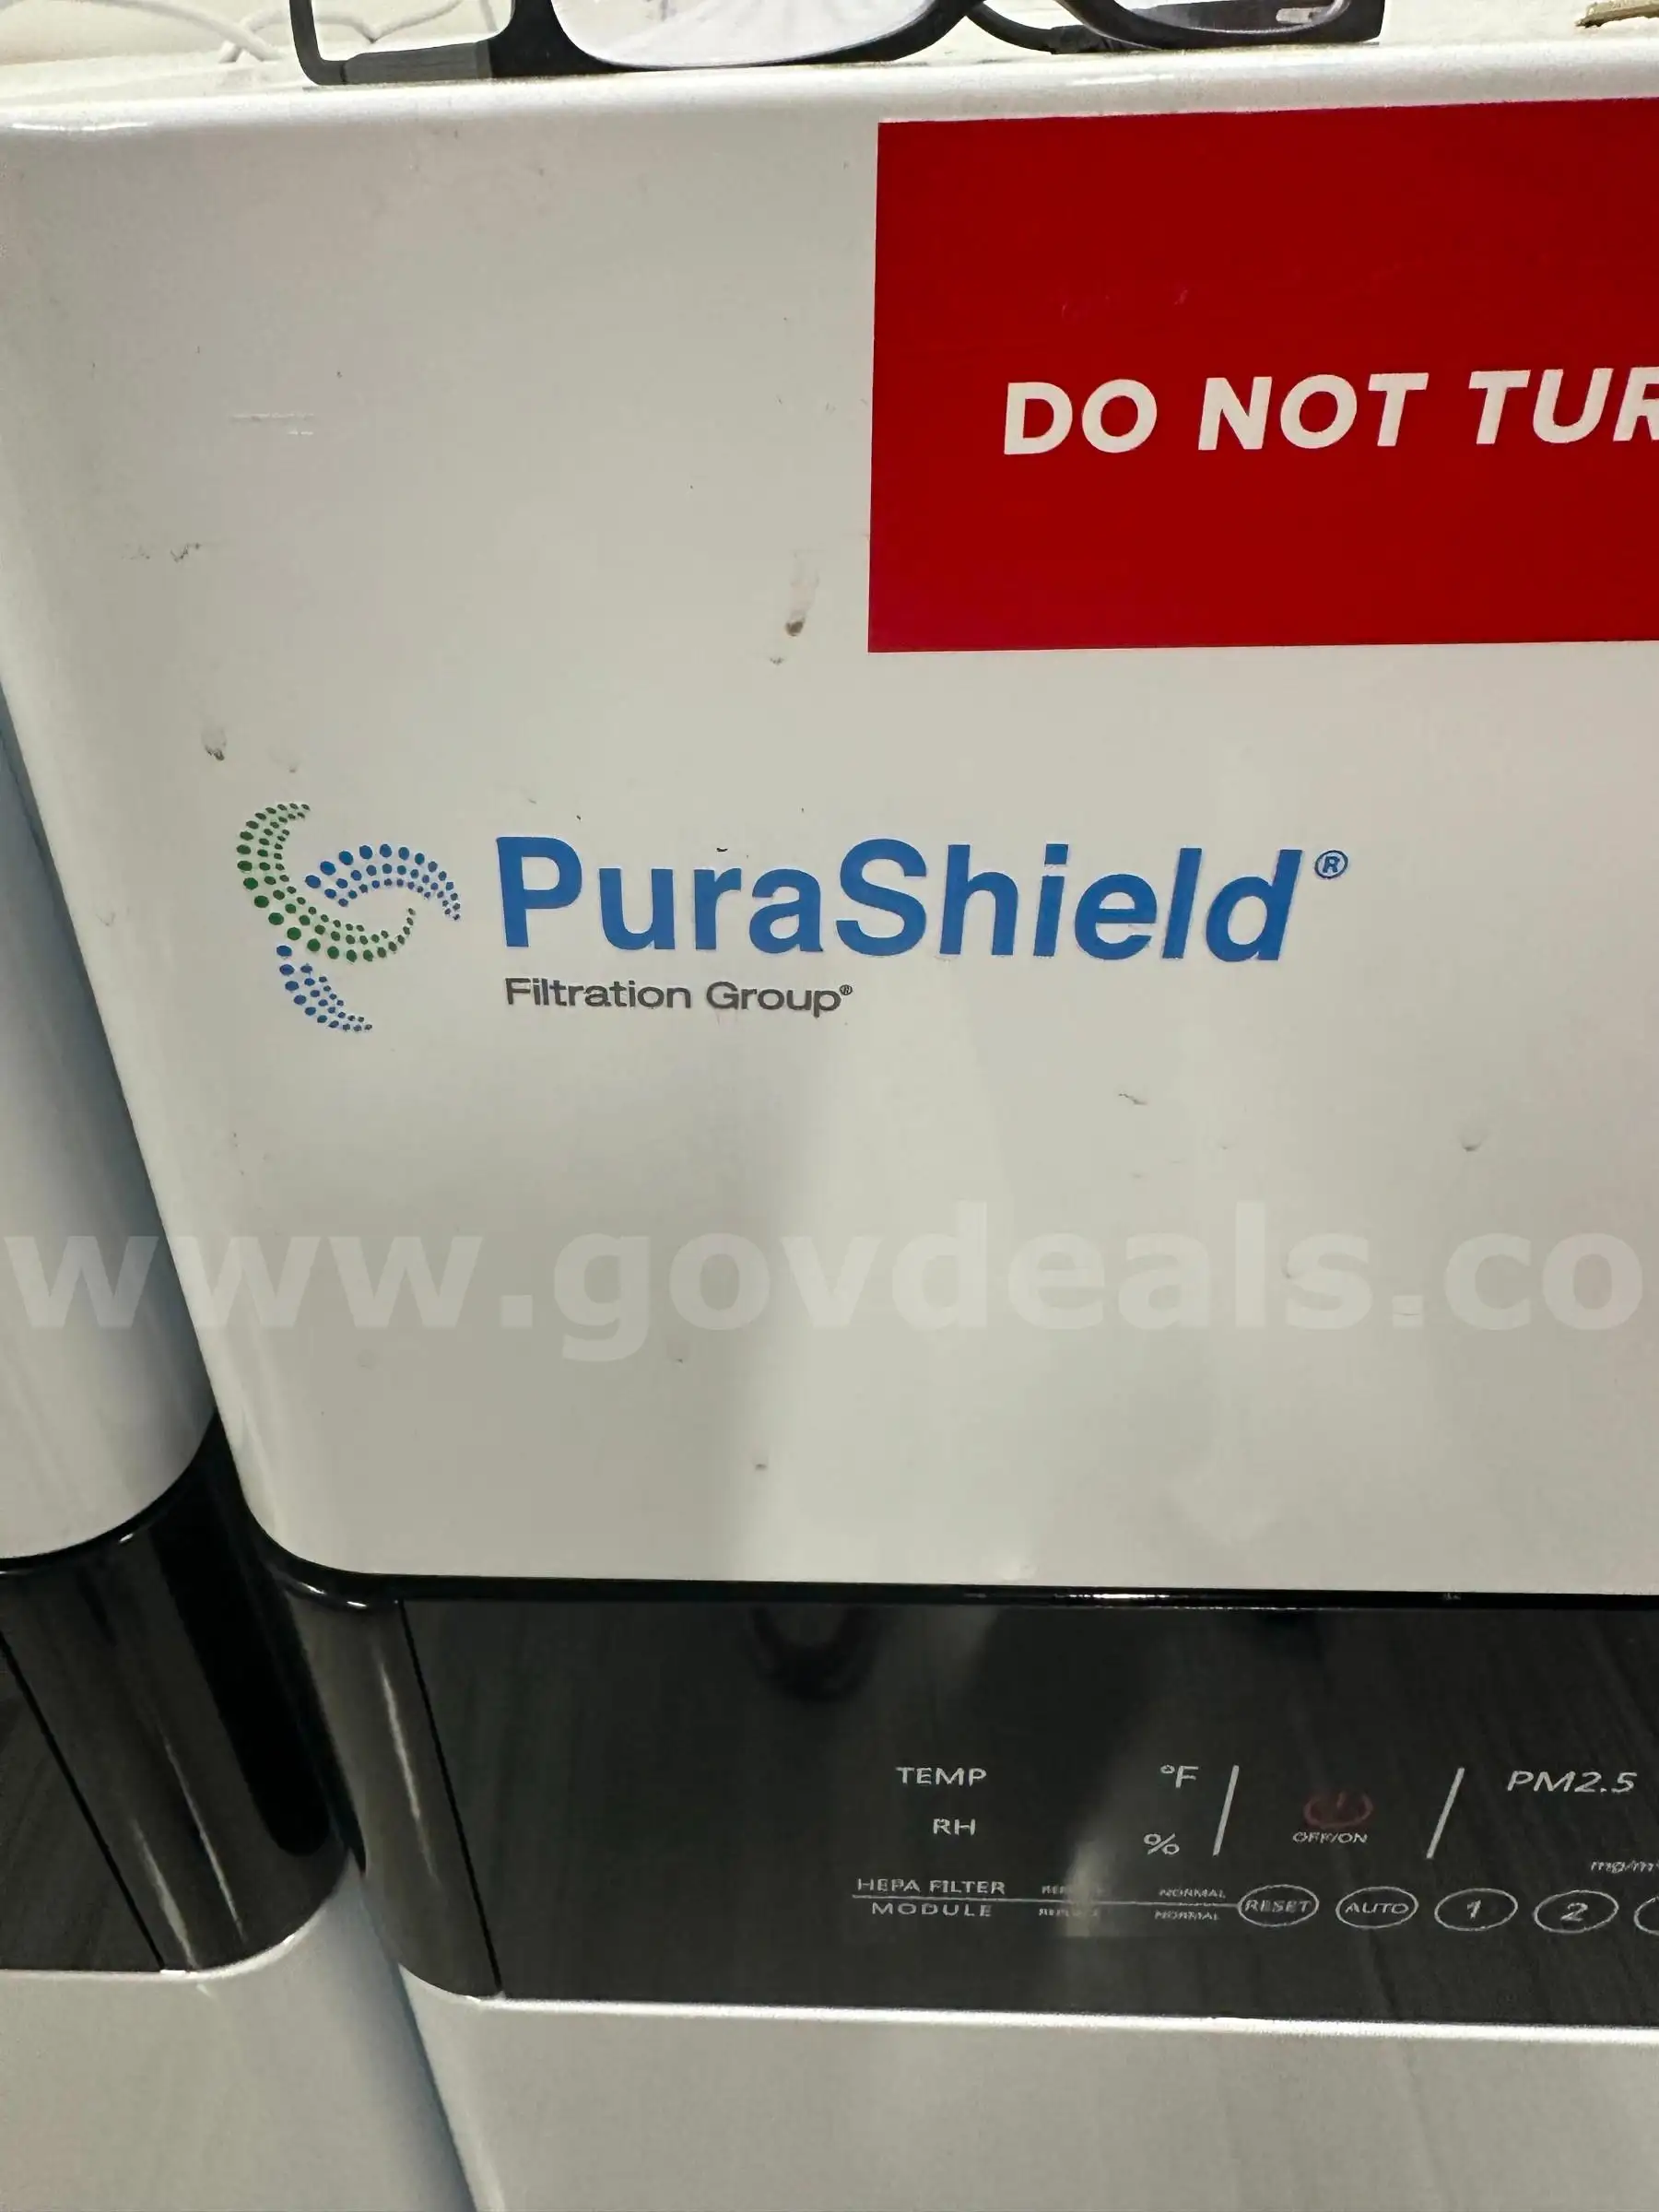 DO NOT TUR
PuraShield®
Filtration Group®
www.govdeals.co
TEMP °F
RH %
OFF/ON
PM2.5
HEPA FILTER NORMAL
MODULE NORMAL
RESET AUTO 1 2